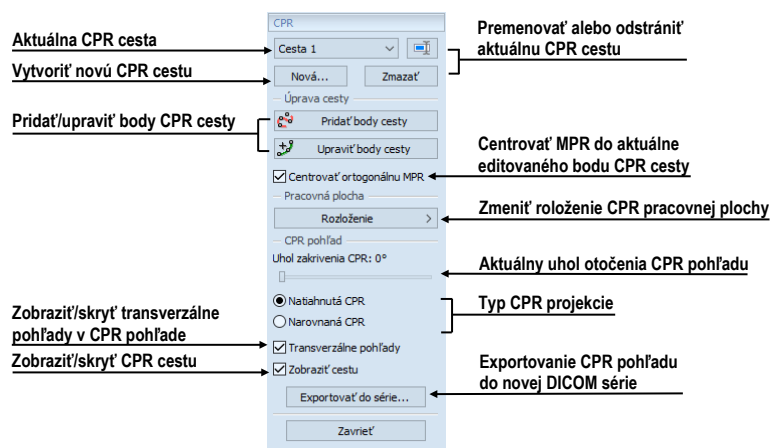 CPR
Aktuálna CPR cesta
Cesta 1
Premenovať alebo odstrániť
aktuálnu CPR cestu
Vytvoriť novú CPR cestu
Nová...
Zmazať
Úprava cesty
Pridať/upraviť body CPR cesty
Pridať body cesty
Upraviť body cesty
Centrovať ortogonálnu MPR
Centrovať MPR do aktuálne
editovaného bodu CPR cesty
Pracovná plocha
Rozloženie
Zmeniť roloženie CPR pracovnej plochy
CPR pohľad
Uhol zakrivenia CPR: 0°
Aktuálny uhol otočenia CPR pohľadu
Natiahnutá CPR
Narovnaná CPR
Typ CPR projekcie
Zobraziť/skryť transverzálne
pohľady v CPR pohľade
Transverzálne pohľady
Zobraziť/skryť CPR cestu
Zobraziť cestu
Exportovanie CPR pohľadu
do novej DICOM série
Exportovať do série...
Zavrieť